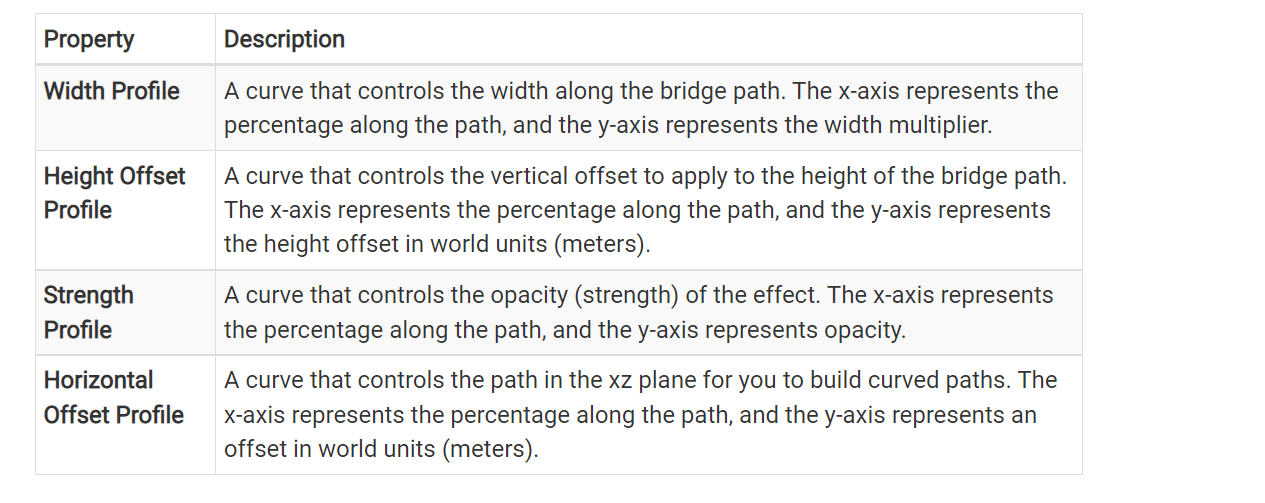 Property Description
Width Profile A curve that controls the width along the bridge path. The x-axis represents the
percentage along the path, and the y-axis represents the width multiplier.
Height Offset A curve that controls the vertical offset to apply to the height of the bridge path.
Profile The x-axis represents the percentage along the path, and the y-axis represents
the height offset in world units (meters).
Strength A curve that controls the opacity (strength) of the effect. The x-axis represents
Profile the percentage along the path, and the y-axis represents opacity.
Horizontal A curve that controls the path in the xz plane for you to build curved paths. The
Offset Profile x-axis represents the percentage along the path, and the y-axis represents an
offset in world units (meters).